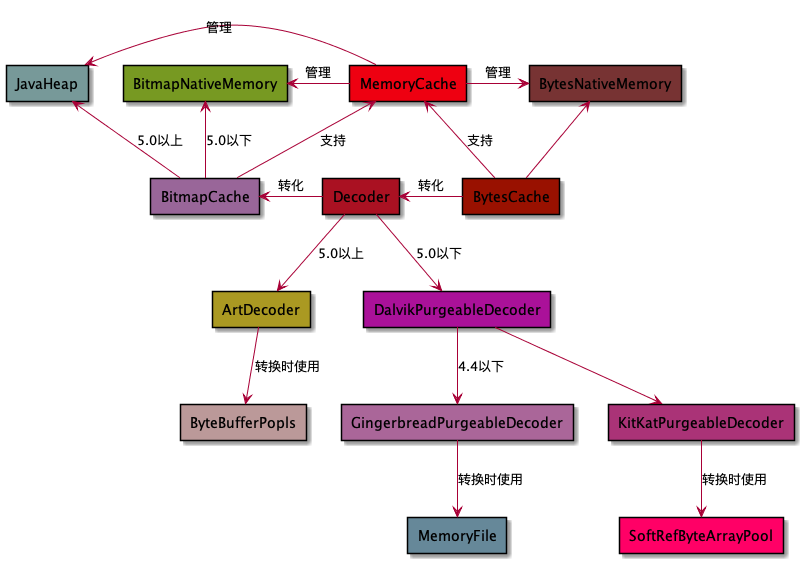 管理
JavaHeap
BitmapNativeMemory
管理
MemoryCache
管理
BytesNativeMemory
5.0以上
5.0以下
支持
支持
BitmapCache
转化
Decoder
转化
BytesCache
5.0以上
5.0以下
ArtDecoder
DalvikPurgeableDecoder
转换时使用
4.4以下
ByteBufferPopls
GingerbreadPurgeableDecoder
KitKatPurgeableDecoder
转换时使用
转换时使用
MemoryFile
SoftRefByteArrayPool